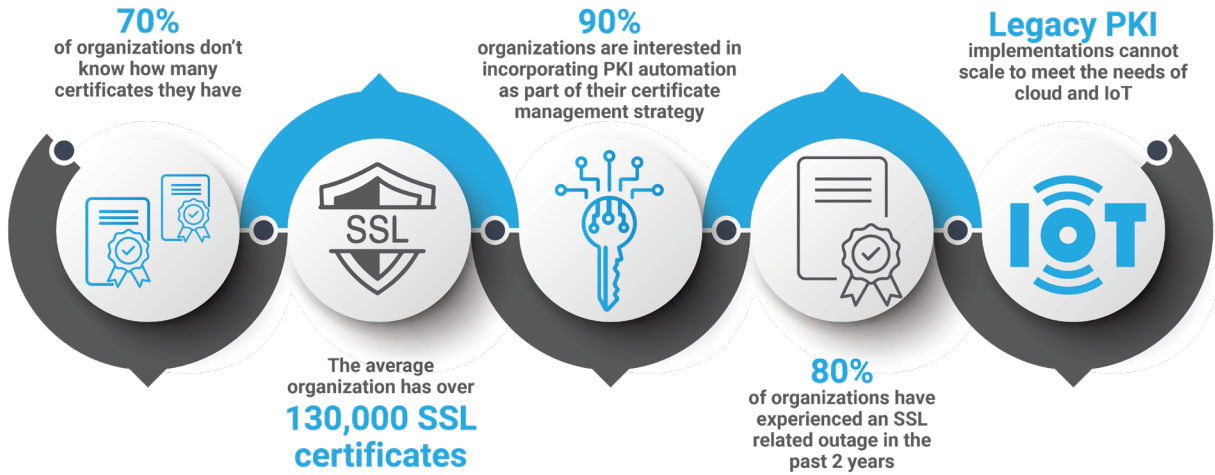 70%
of organizations don't
know how many
certificates they have
SSL
The average
organization has over
130,000 SSL
certificates
90%
organizations are interested in
incorporating PKI automation
as part of their certificate
management strategy
80%
of organizations have
experienced an SSL
related outage in the
past 2 years
Legacy PKI
implementations cannot
scale to meet the needs of
cloud and IoT
IOT